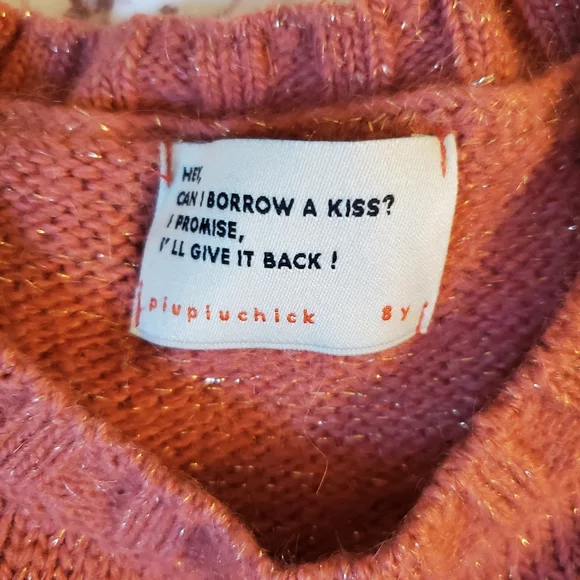 HEY,
CAN I BORROW A KISS?
I PROMISE,
I'LL GIVE IT BACK !
piupiuchick 8Y